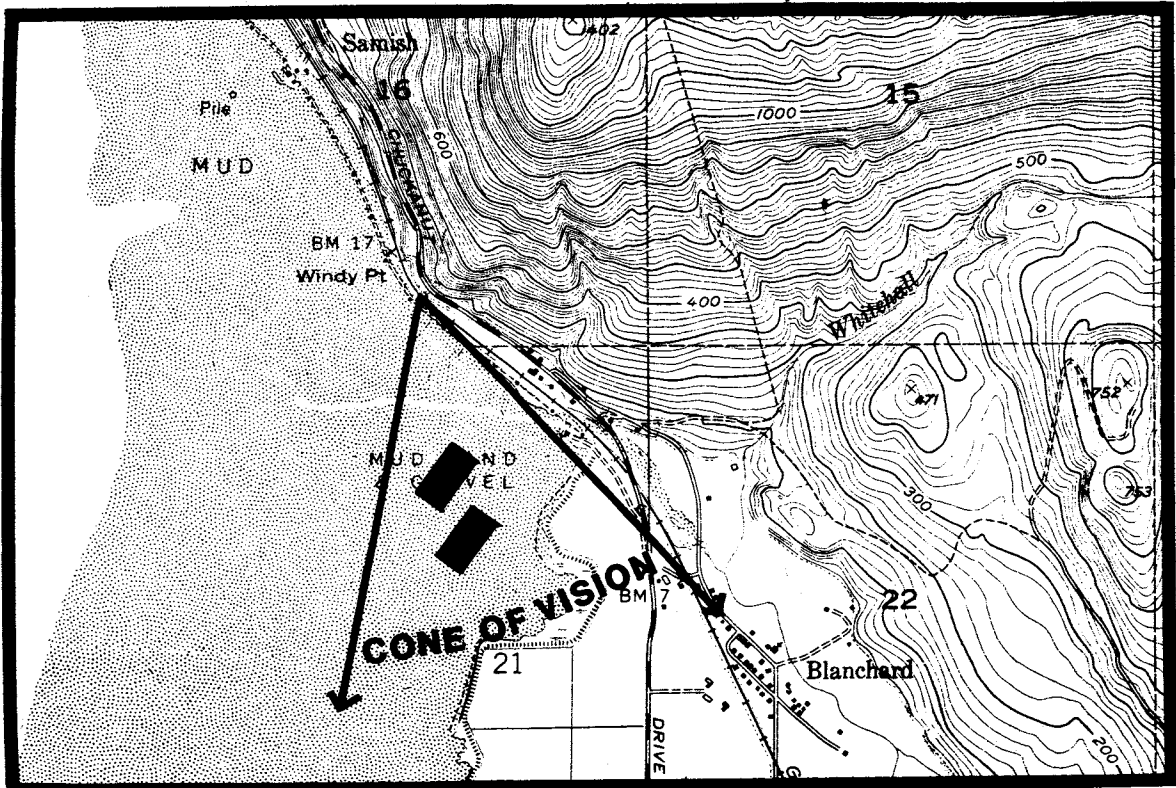 402
Samish
16
15
Pile
1000
CHUCKANUT
600
MUD
500
BM 17
Windy Pt
400
Whitehall
752
471
MUD AND
GRAVEL
753
300
CONE OF VISION
BM 7
22
21
Blanchard
DRIVE
200
G